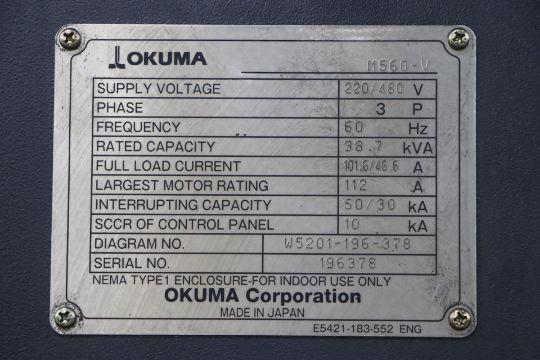 OKUMA
M560-V
SUPPLY VOLTAGE 220/480 V
PHASE 3 P
FREQUENCY 60 Hz
RATED CAPACITY 38.7 kVA
FULL LOAD CURRENT 101.6/46.6 A
LARGEST MOTOR RATING 112 A
INTERRUPTING CAPACITY 50/30 kA
SCCR OF CONTROL PANEL 10 kA
DIAGRAM NO. W5201-196-378
SERIAL NO. 196378
NEMA TYPE1 ENCLOSURE-FOR INDOOR USE ONLY
OKUMA Corporation
MADE IN JAPAN
E5421-183-552 ENG